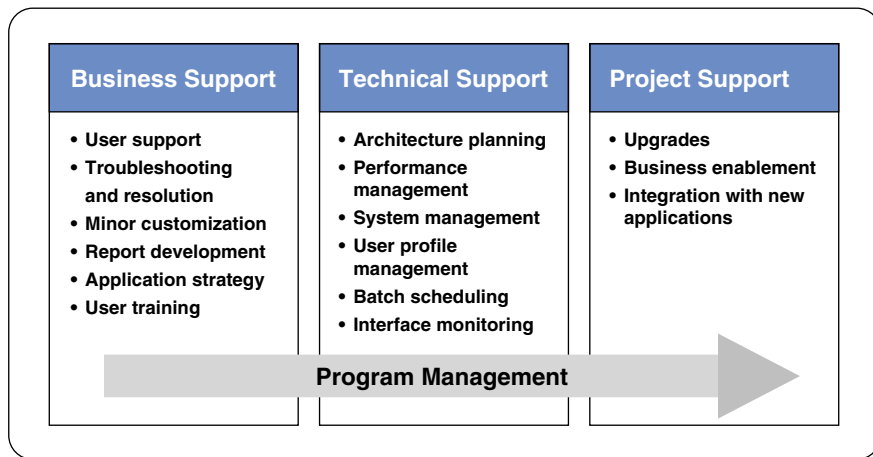 Business Support
• User support
• Troubleshooting
and resolution
• Minor customization
• Report development
• Application strategy
• User training
Technical Support
• Architecture planning
• Performance
management
• System management
• User profile
management
• Batch scheduling
• Interface monitoring
Project Support
• Upgrades
• Business enablement
• Integration with new
applications
Program Management